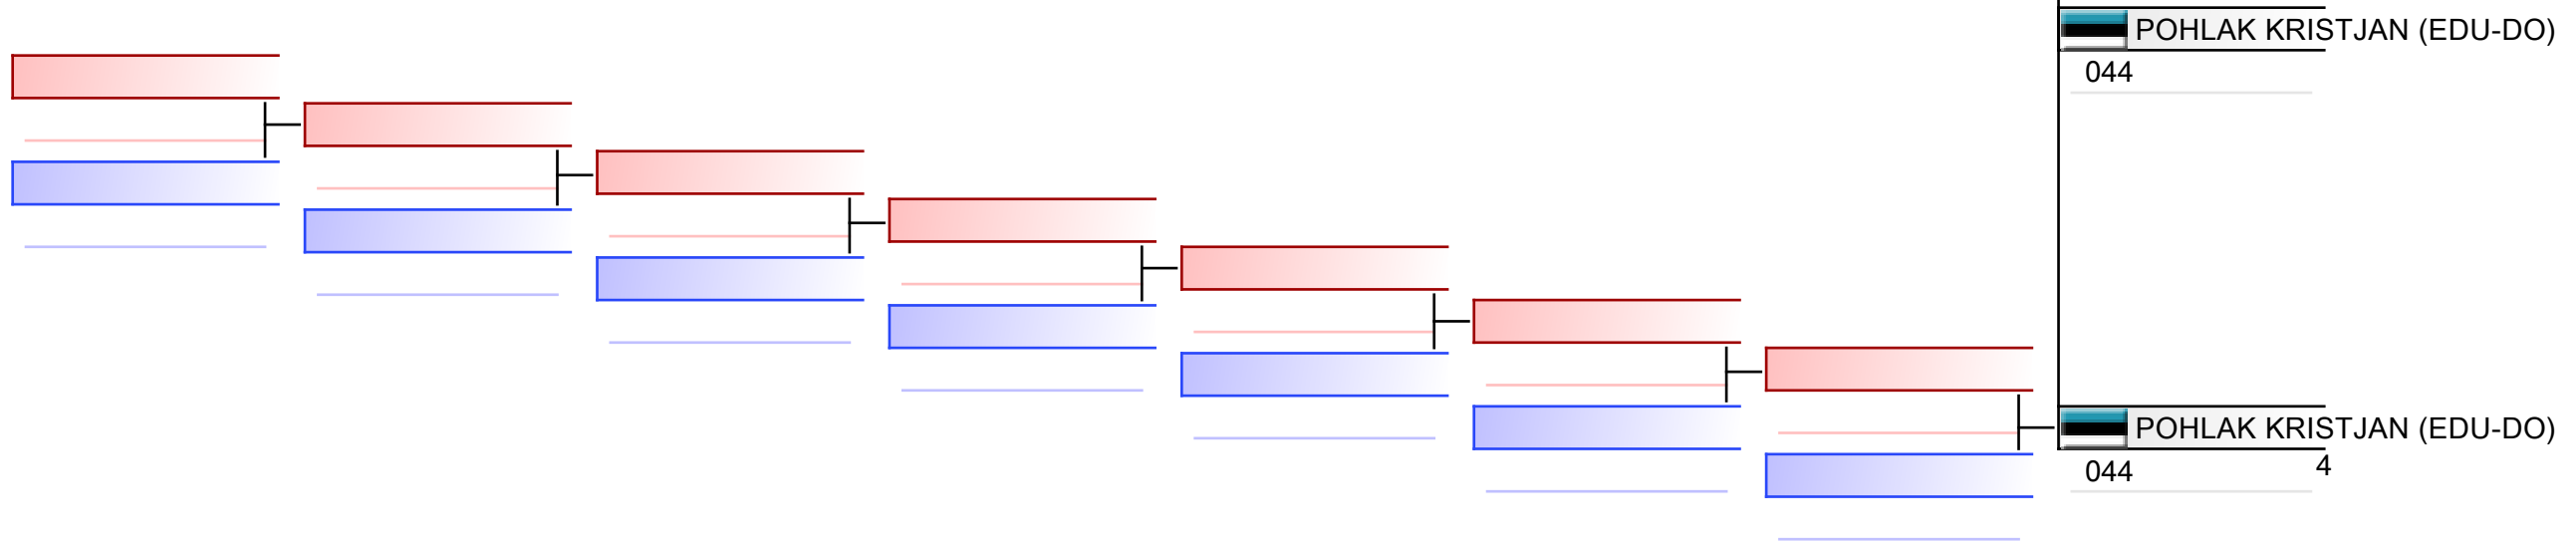 POHLAK KRISTJAN (EDU-DO)
044
POHLAK KRISTJAN (EDU-DO)
044 4